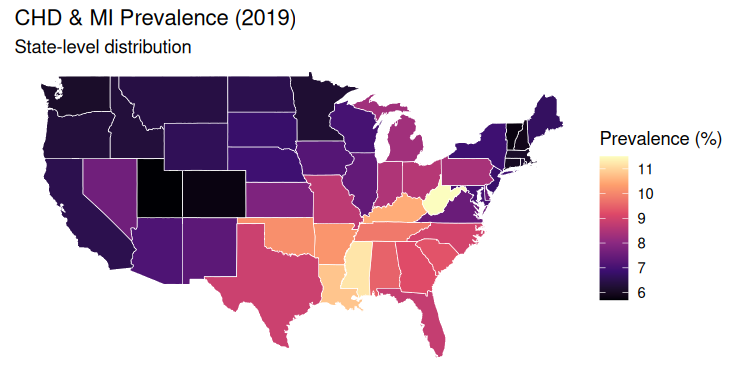 CHD & MI Prevalence (2019)
State-level distribution
Prevalence (%)
11
10
9
8
7
6